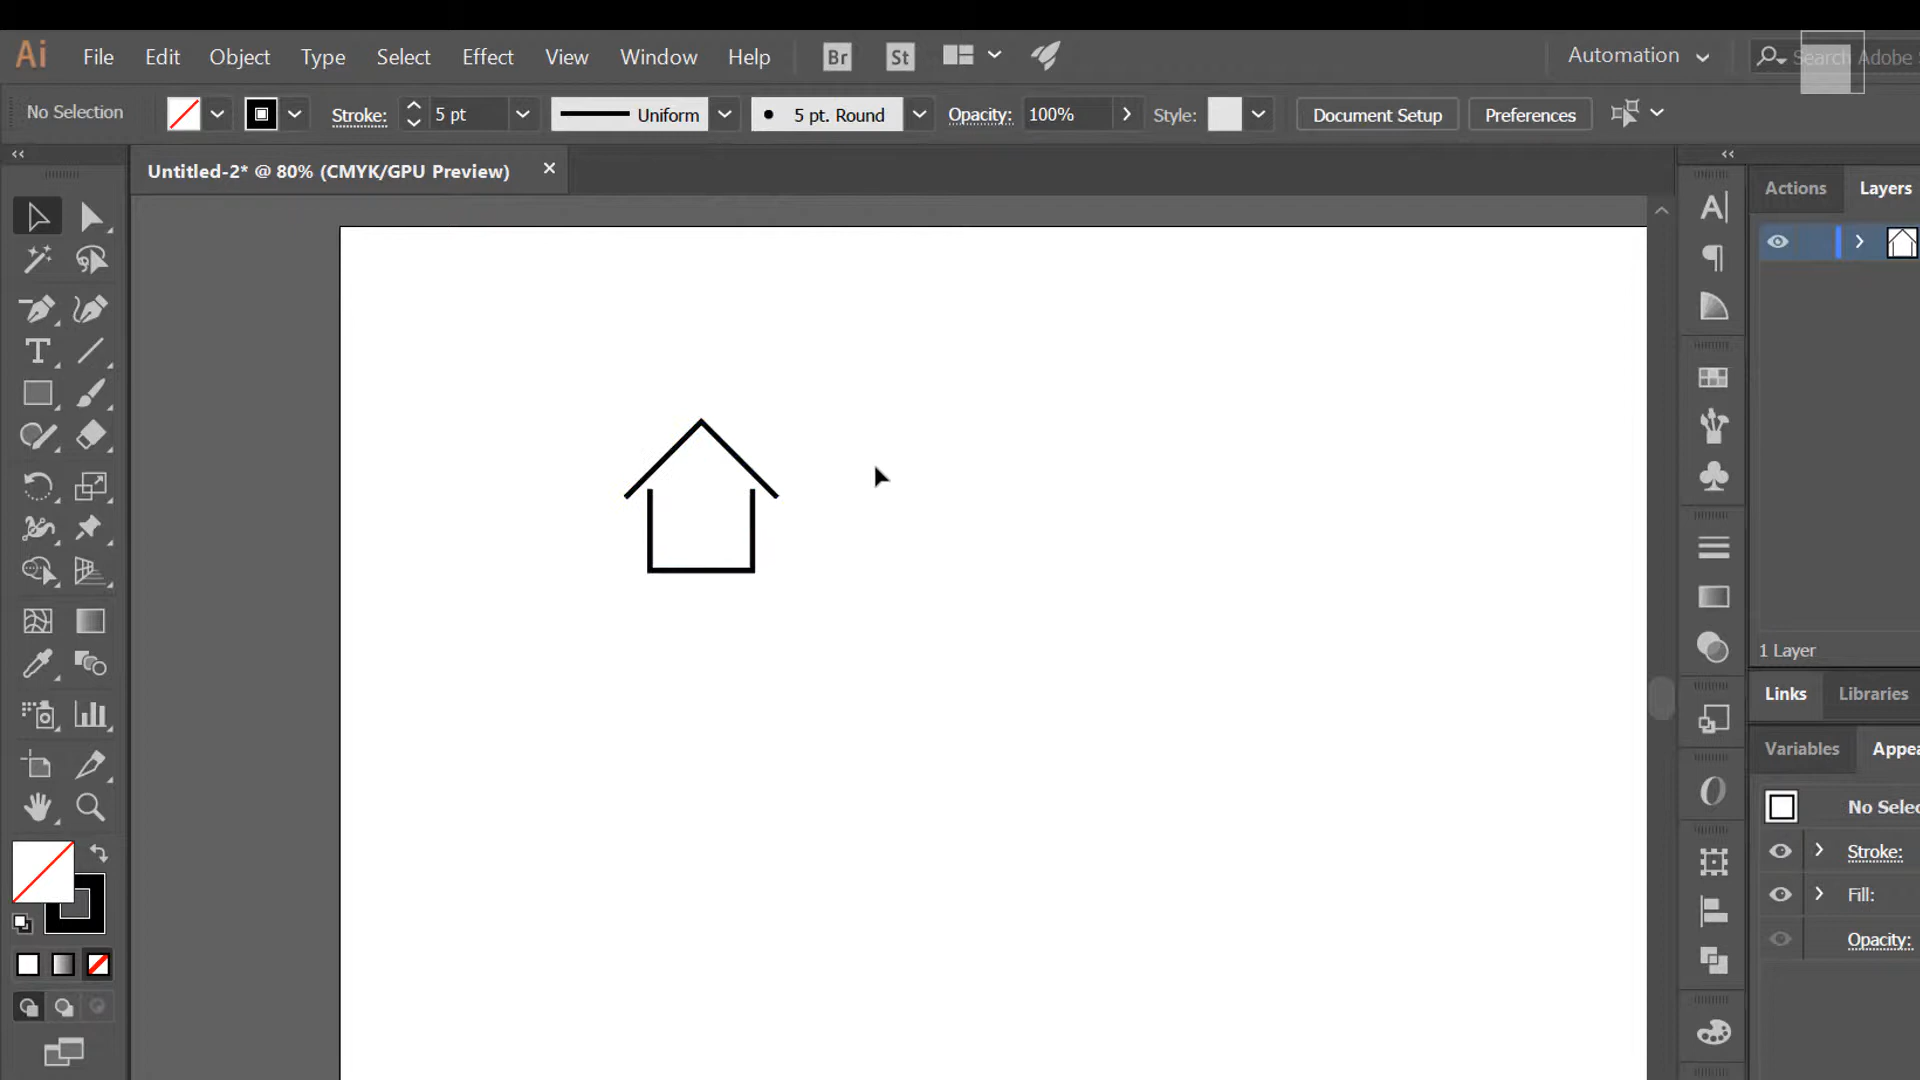 Ai File Edit Object Type Select Effect View Window Help Br St Automation Search Adobe
No Selection Stroke: 5 pt Uniform 5 pt. Round Opacity: 100% Style: Document Setup Preferences
Untitled-2* @ 80% (CMYK/GPU Preview)
Actions Layers
1 Layer
Links Libraries
Variables Appea
No Selec
Stroke:
Fill:
Opacity: